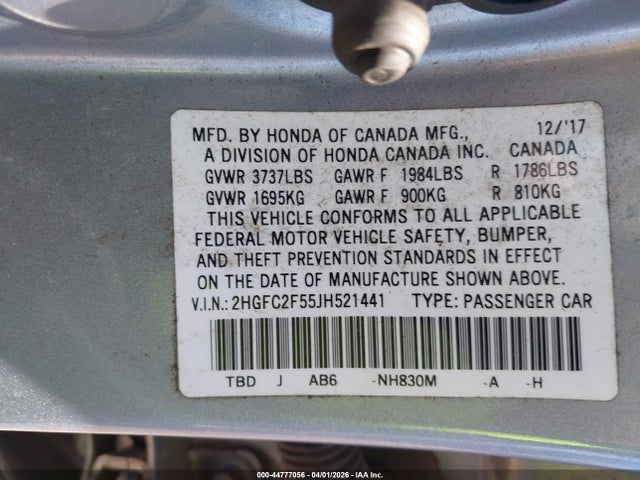 MFD. BY HONDA OF CANADA MFG., 12/'17
A DIVISION OF HONDA CANADA INC. CANADA
GVWR 3737LBS GAWR F 1984LBS R 1786LBS
GVWR 1695KG GAWR F 900KG R 810KG
THIS VEHICLE CONFORMS TO ALL APPLICABLE
FEDERAL MOTOR VEHICLE SAFETY, BUMPER,
AND THEFT PREVENTION STANDARDS IN EFFECT
ON THE DATE OF MANUFACTURE SHOWN ABOVE.
V.I.N.: 2HGFC2F55JH521441 TYPE: PASSENGER CAR
TBD J AB6 -NH830M -A -H
000-44777056 | 04/01/2026 | IAA Inc.